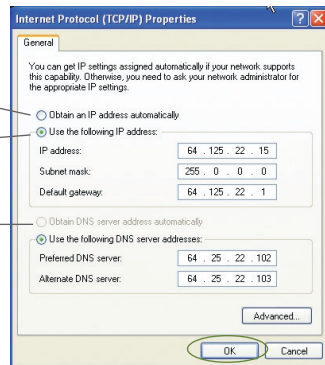 Internet Protocol (TCP/IP) Properties
General
You can get IP settings assigned automatically if your network supports
this capability. Otherwise, you need to ask your network administrator for
the appropriate IP settings.
Obtain an IP address automatically
Use the following IP address:
IP address: 64 . 125 . 22 . 15
Subnet mask: 255 . 0 . 0 . 0
Default gateway: 64 . 125 . 22 . 1
Obtain DNS server address automatically
Use the following DNS server addresses:
Preferred DNS server: 64 . 25 . 22 . 102
Alternate DNS server: 64 . 25 . 22 . 103
Advanced...
OK Cancel